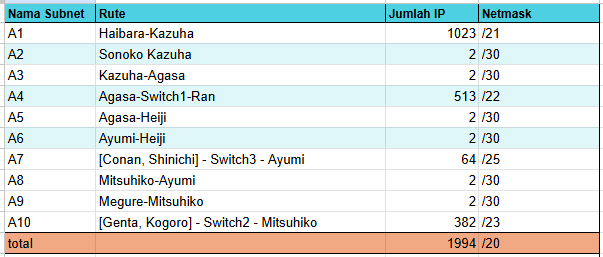 Nama Subnet Rute Jumlah IP Netmask
A1 Haibara-Kazuha 1023 /21
A2 Sonoko Kazuha 2 /30
A3 Kazuha-Agasa 2 /30
A4 Agasa-Switch1-Ran 513 /22
A5 Agasa-Heiji 2 /30
A6 Ayumi-Heiji 2 /30
A7 [Conan, Shinichi] - Switch3 - Ayumi 64 /25
A8 Mitsuhiko-Ayumi 2 /30
A9 Megure-Mitsuhiko 2 /30
A10 [Genta, Kogoro] - Switch2 - Mitsuhiko 382 /23
total 1994 /20